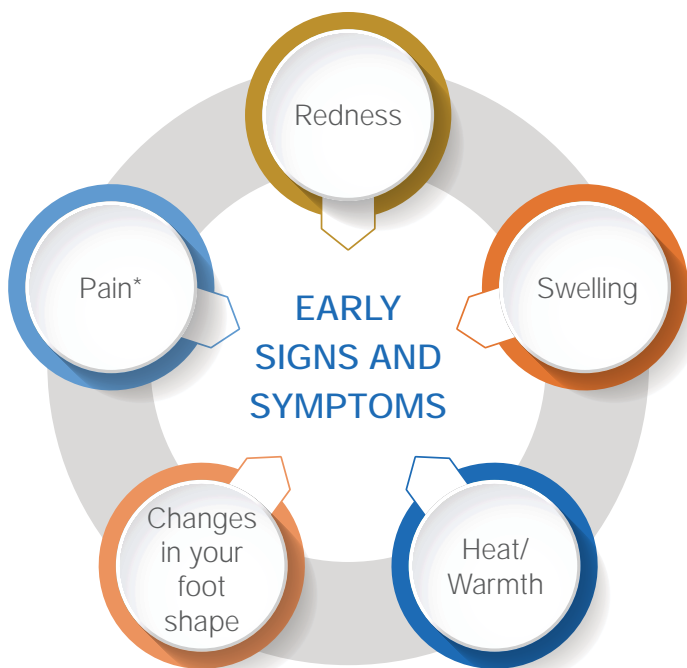 Redness
Swelling
Heat/
Warmth
Changes
in your
foot
shape
Pain*
EARLY
SIGNS AND
SYMPTOMS